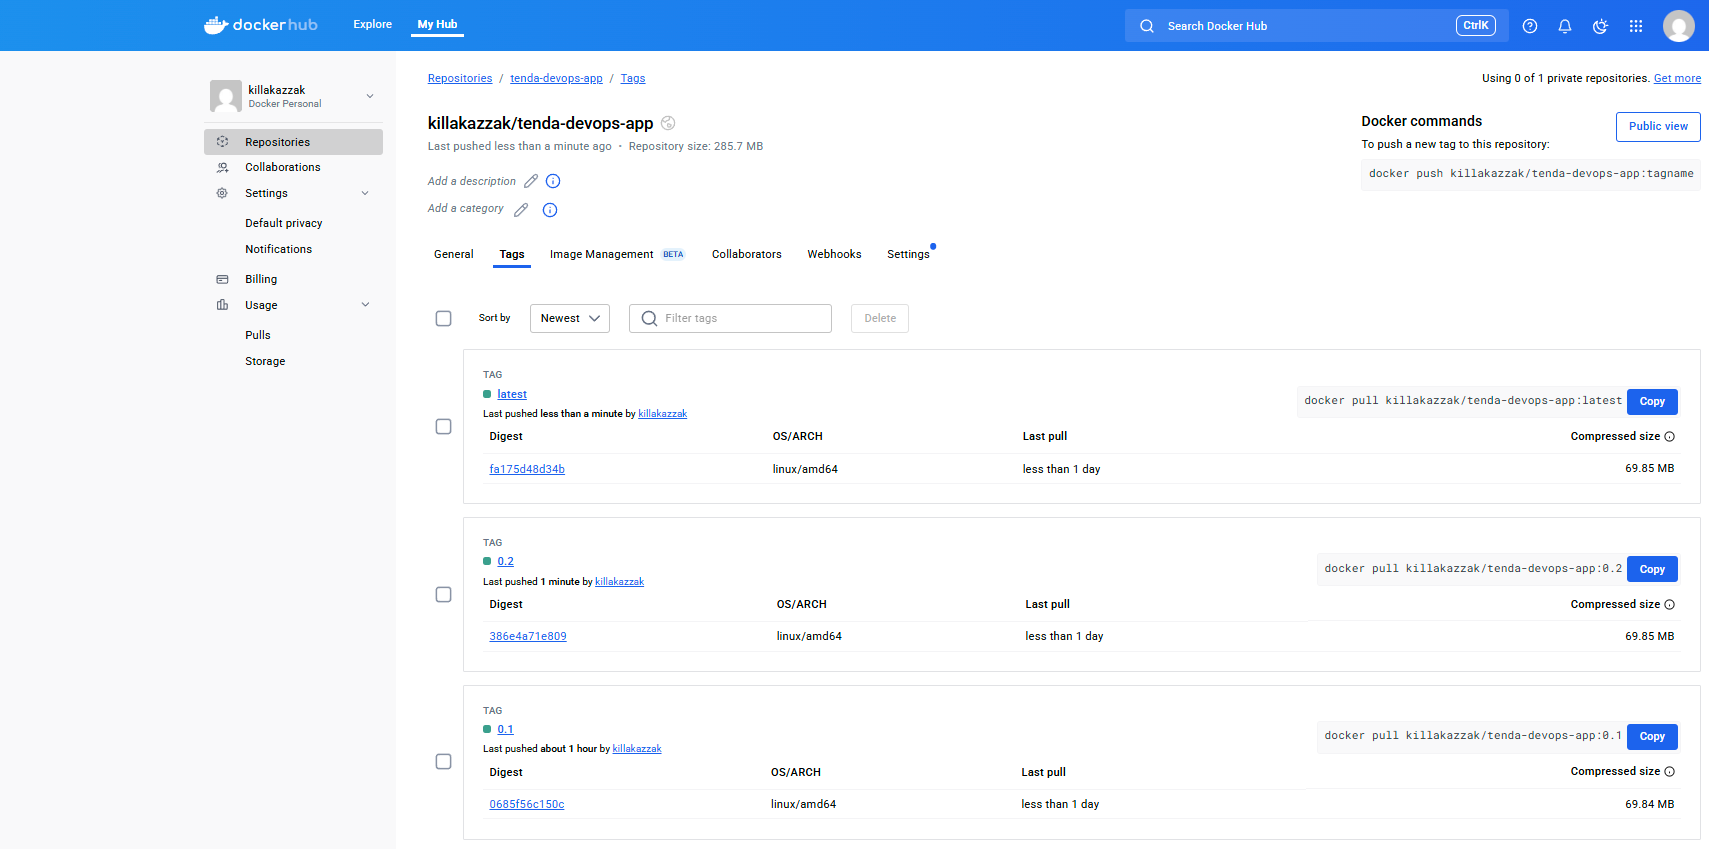 dockerhub Explore My Hub Search Docker Hub CtrlK
killakazzak
Docker Personal
Repositories
Collaborations
Settings
Default privacy
Notifications
Billing
Usage
Pulls
Storage
Repositories / tenda-devops-app / Tags
Using 0 of 1 private repositories. Get more
killakazzak/tenda-devops-app
Last pushed less than a minute ago · Repository size: 285.7 MB
Add a description
Add a category
Docker commands
Public view
To push a new tag to this repository:
docker push killakazzak/tenda-devops-app:tagname
General Tags Image Management BETA Collaborators Webhooks Settings
Sort by Newest Filter tags Delete
TAG
latest
Last pushed less than a minute by killakazzak
docker pull killakazzak/tenda-devops-app:latest Copy
Digest OS/ARCH Last pull Compressed size
fa175d48d34b linux/amd64 less than 1 day 69.85 MB
TAG
0.2
Last pushed 1 minute by killakazzak
docker pull killakazzak/tenda-devops-app:0.2 Copy
Digest OS/ARCH Last pull Compressed size
386e4a71e809 linux/amd64 less than 1 day 69.85 MB
TAG
0.1
Last pushed about 1 hour by killakazzak
docker pull killakazzak/tenda-devops-app:0.1 Copy
Digest OS/ARCH Last pull Compressed size
0685f56c150c linux/amd64 less than 1 day 69.84 MB